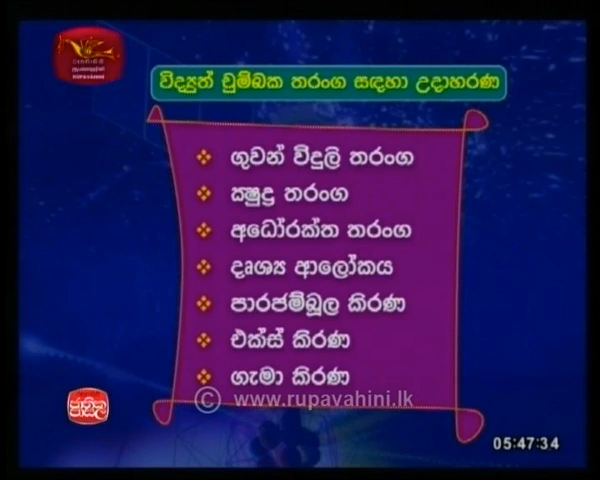 RUPAVAHINI
විද්‍යුත් චුම්බක තරංග සඳහා උදාහරණ
❖ ගුවන් විදුලි තරංග
❖ ක්‍ෂුද්‍ර තරංග
❖ අධෝරක්ත තරංග
❖ දෘශ්‍ය ආලෝකය
❖ පාරජම්බූල කිරණ
❖ එක්ස් කිරණ
❖ ගැමා කිරණ
© www.rupavahini.lk
05:47:34